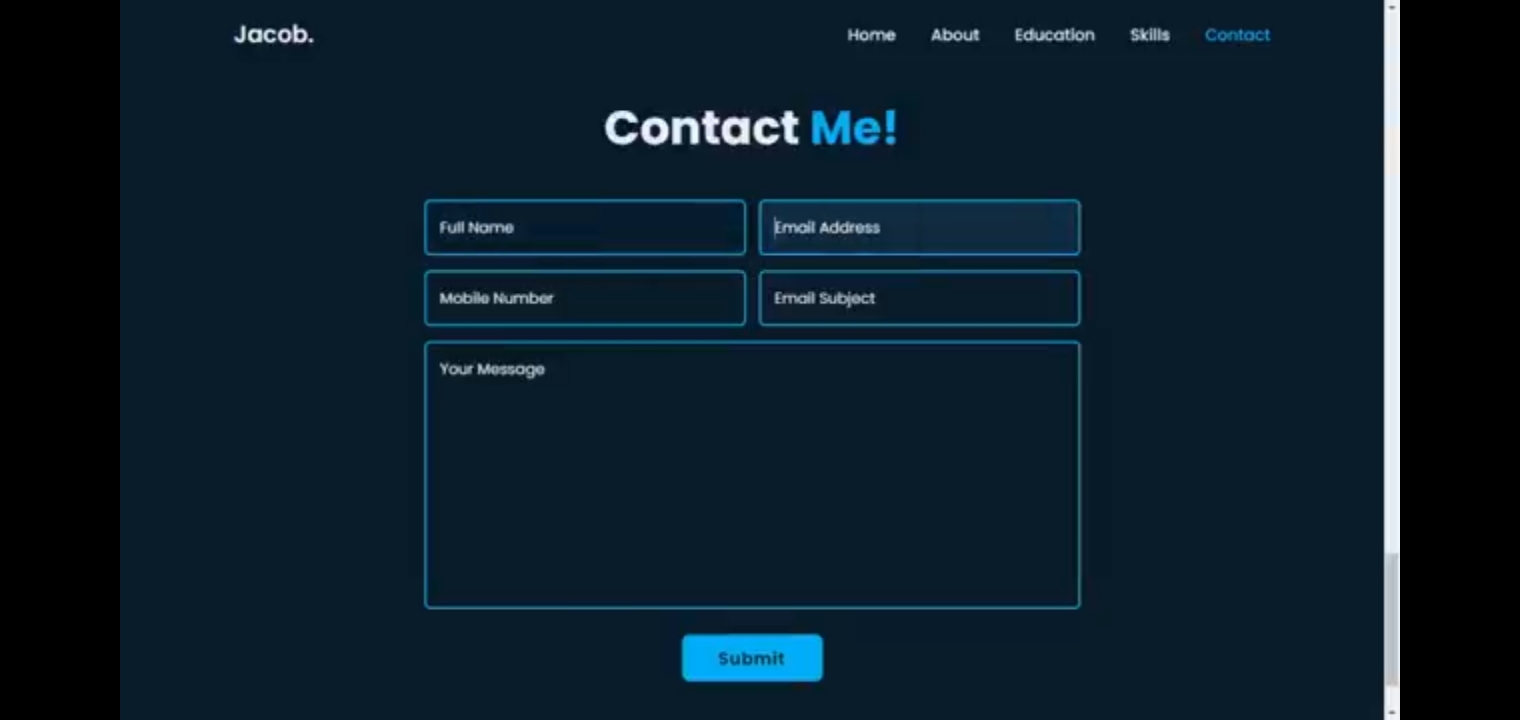 Jacob.
Home About Education Skills Contact
Contact Me!
Full Name
Email Address
Mobile Number
Email Subject
Your Message
Submit